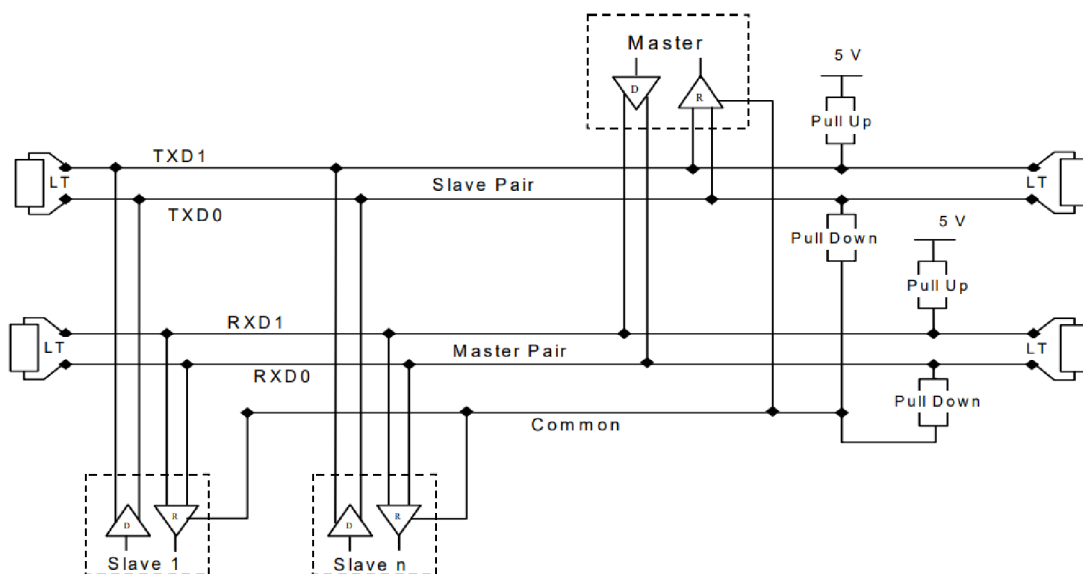 Master
5 V
D
R
Pull Up
TXD1
LT
Slave Pair
LT
TXD0
Pull Down
5 V
Pull Up
RXD1
LT
Master Pair
LT
RXD0
Pull Down
Common
D
R
D
R
Slave 1
Slave n